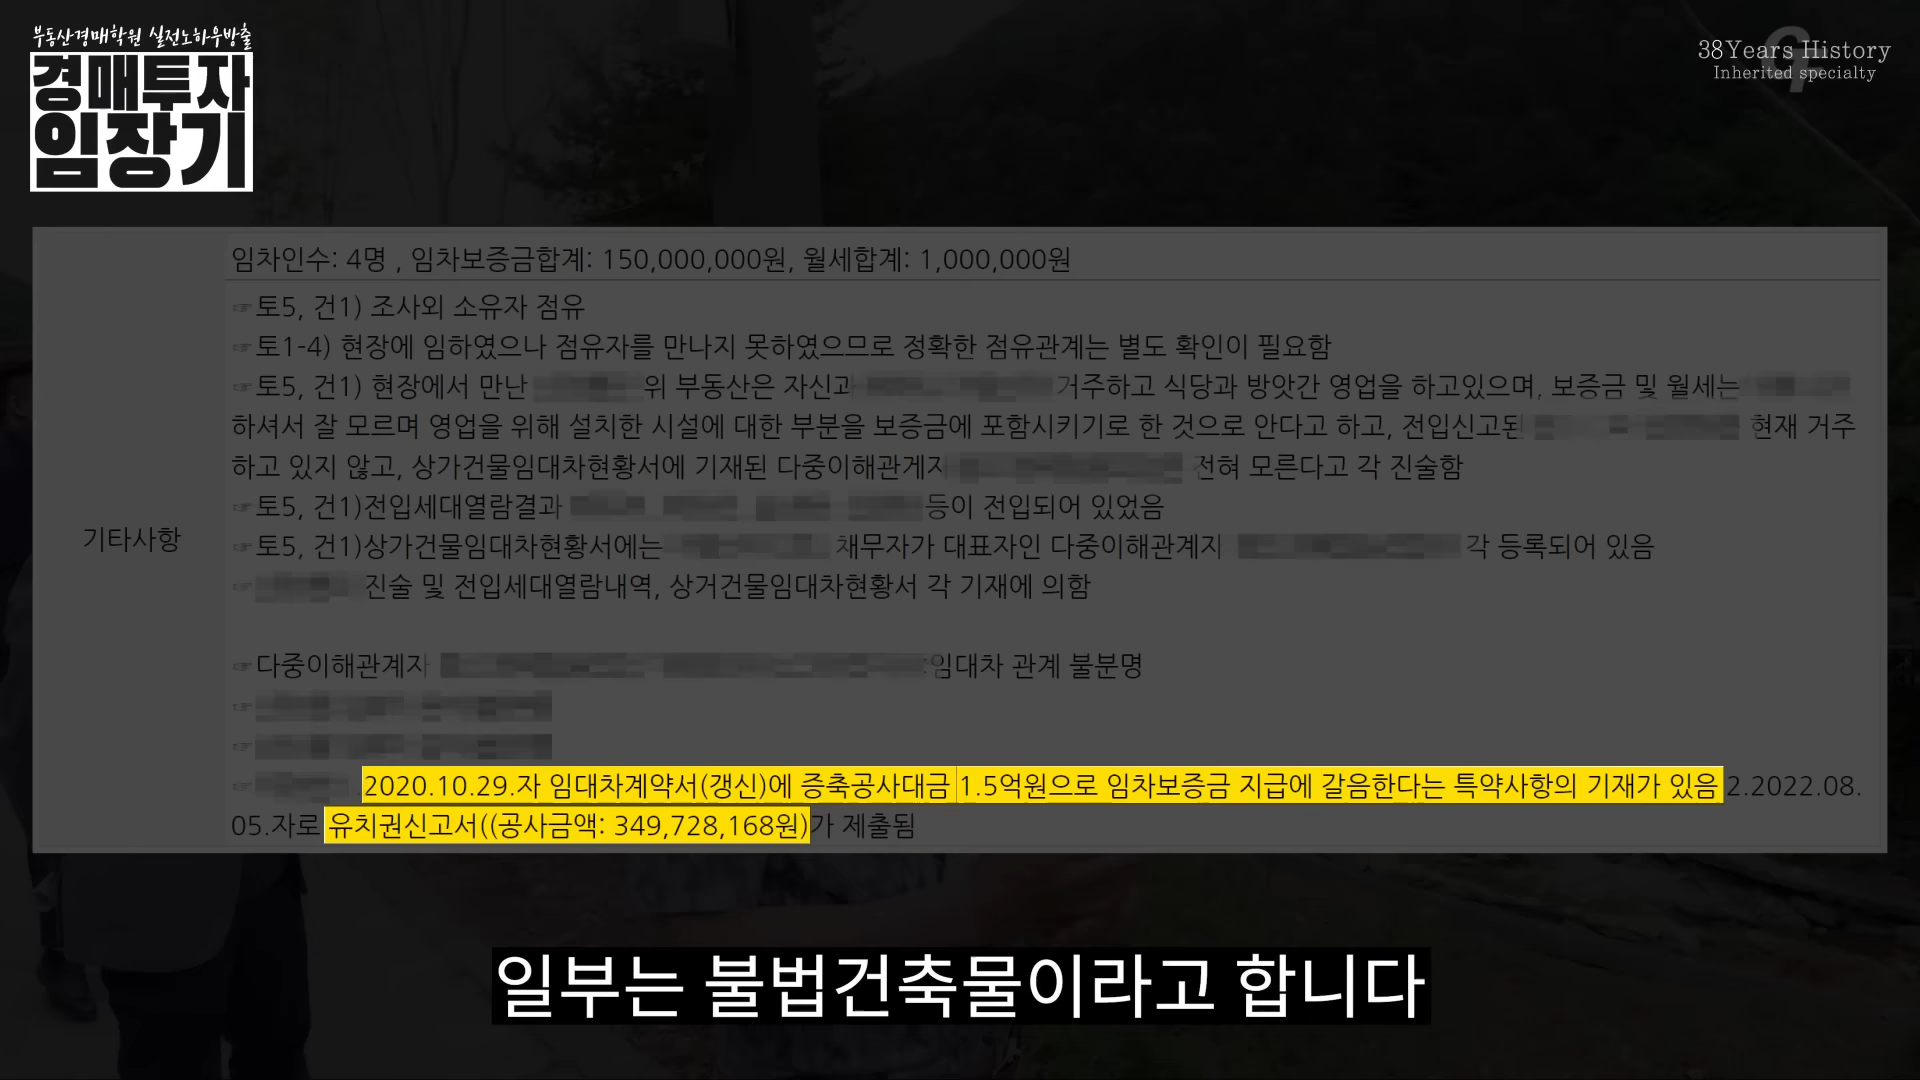 부동산경매학원 실전노하우방출
경매투자
임장기
38Years History
Inherited specialty
임차인수: 4명 , 임차보증금합계: 150,000,000원, 월세합계: 1,000,000원
기타사항
☞토5, 건1) 조사외 소유자 점유
☞토1-4) 현장에 임하였으나 점유자를 만나지 못하였으므로 정확한 점유관계는 별도 확인이 필요함
☞토5, 건1) 현장에서 만난 위 부동산은 자신과 거주하고 식당과 방앗간 영업을 하고있으며, 보증금 및 월세는
하셔서 잘 모르며 영업을 위해 설치한 시설에 대한 부분을 보증금에 포함시키기로 한 것으로 안다고 하고, 전입신고된 현재 거주
하고 있지 않고, 상가건물임대차현황서에 기재된 다중이해관게자 전혀 모른다고 각 진술함
☞토5, 건1)전입세대열람결과 등이 전입되어 있었음
☞토5, 건1)상가건물임대차현황서에는 채무자가 대표자인 다중이해관계자 각 등록되어 있음
☞ 진술 및 전입세대열람내역, 상거건물임대차현황서 각 기재에 의함
☞다중이해관계자 임대차 관계 불분명
☞
☞
☞ 2020.10.29.자 임대차계약서(갱신)에 증축공사대금 1.5억원으로 임차보증금 지급에 갈음한다는 특약사항의 기재가 있음 2.2022.08.
05.자로 유치권신고서((공사금액: 349,728,168원)가 제출됨
일부는 불법건축물이라고 합니다